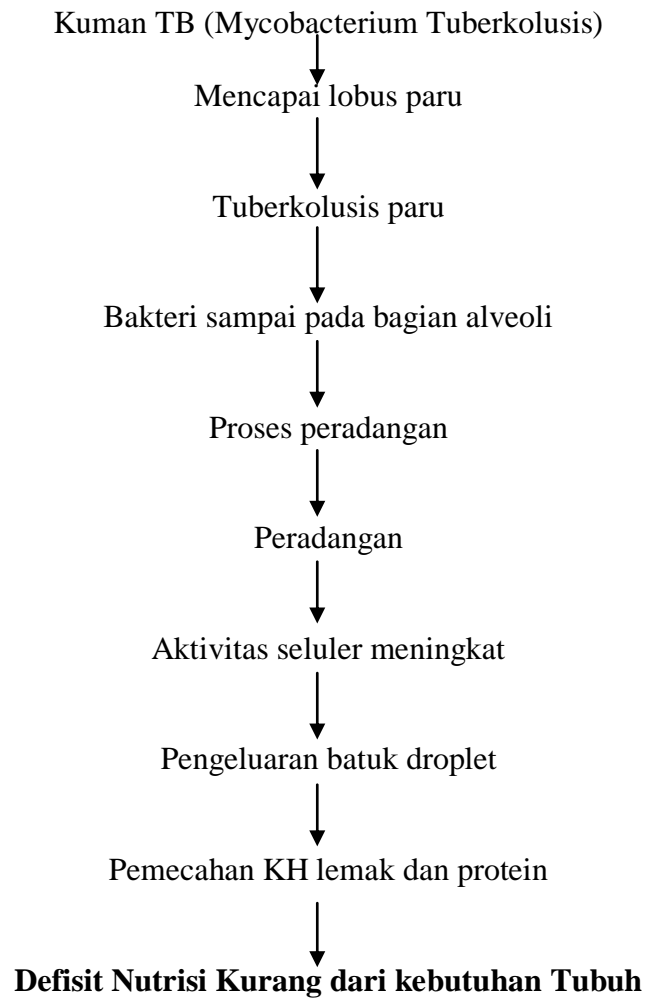 Kuman TB (Mycobacterium Tuberkolusis)
Mencapai lobus paru
Tuberkolusis paru
Bakteri sampai pada bagian alveoli
Proses peradangan
Peradangan
Aktivitas seluler meningkat
Pengeluaran batuk droplet
Pemecahan KH lemak dan protein
Defisit Nutrisi Kurang dari kebutuhan Tubuh